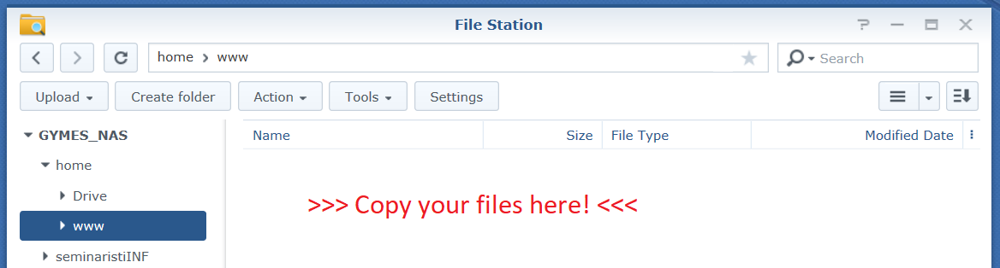 File Station
home > www
Search
Upload
Create folder
Action
Tools
Settings
GYMES_NAS
home
Drive
www
seminaristiINF
Name Size File Type Modified Date
>>> Copy your files here! <<<